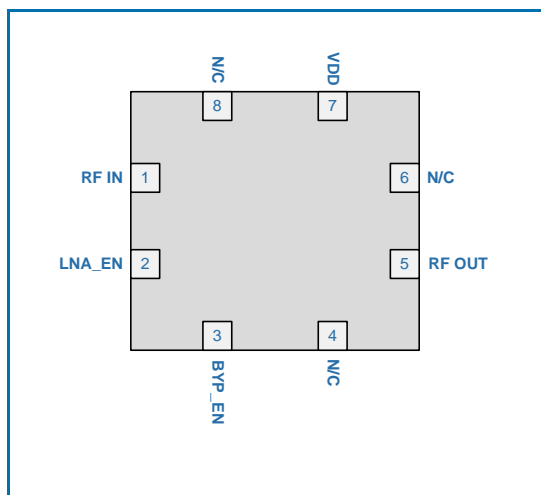 N/C
VDD
8
7
RF IN
1
6
N/C
LNA_EN
2
5
RF OUT
3
4
BYP_EN
N/C